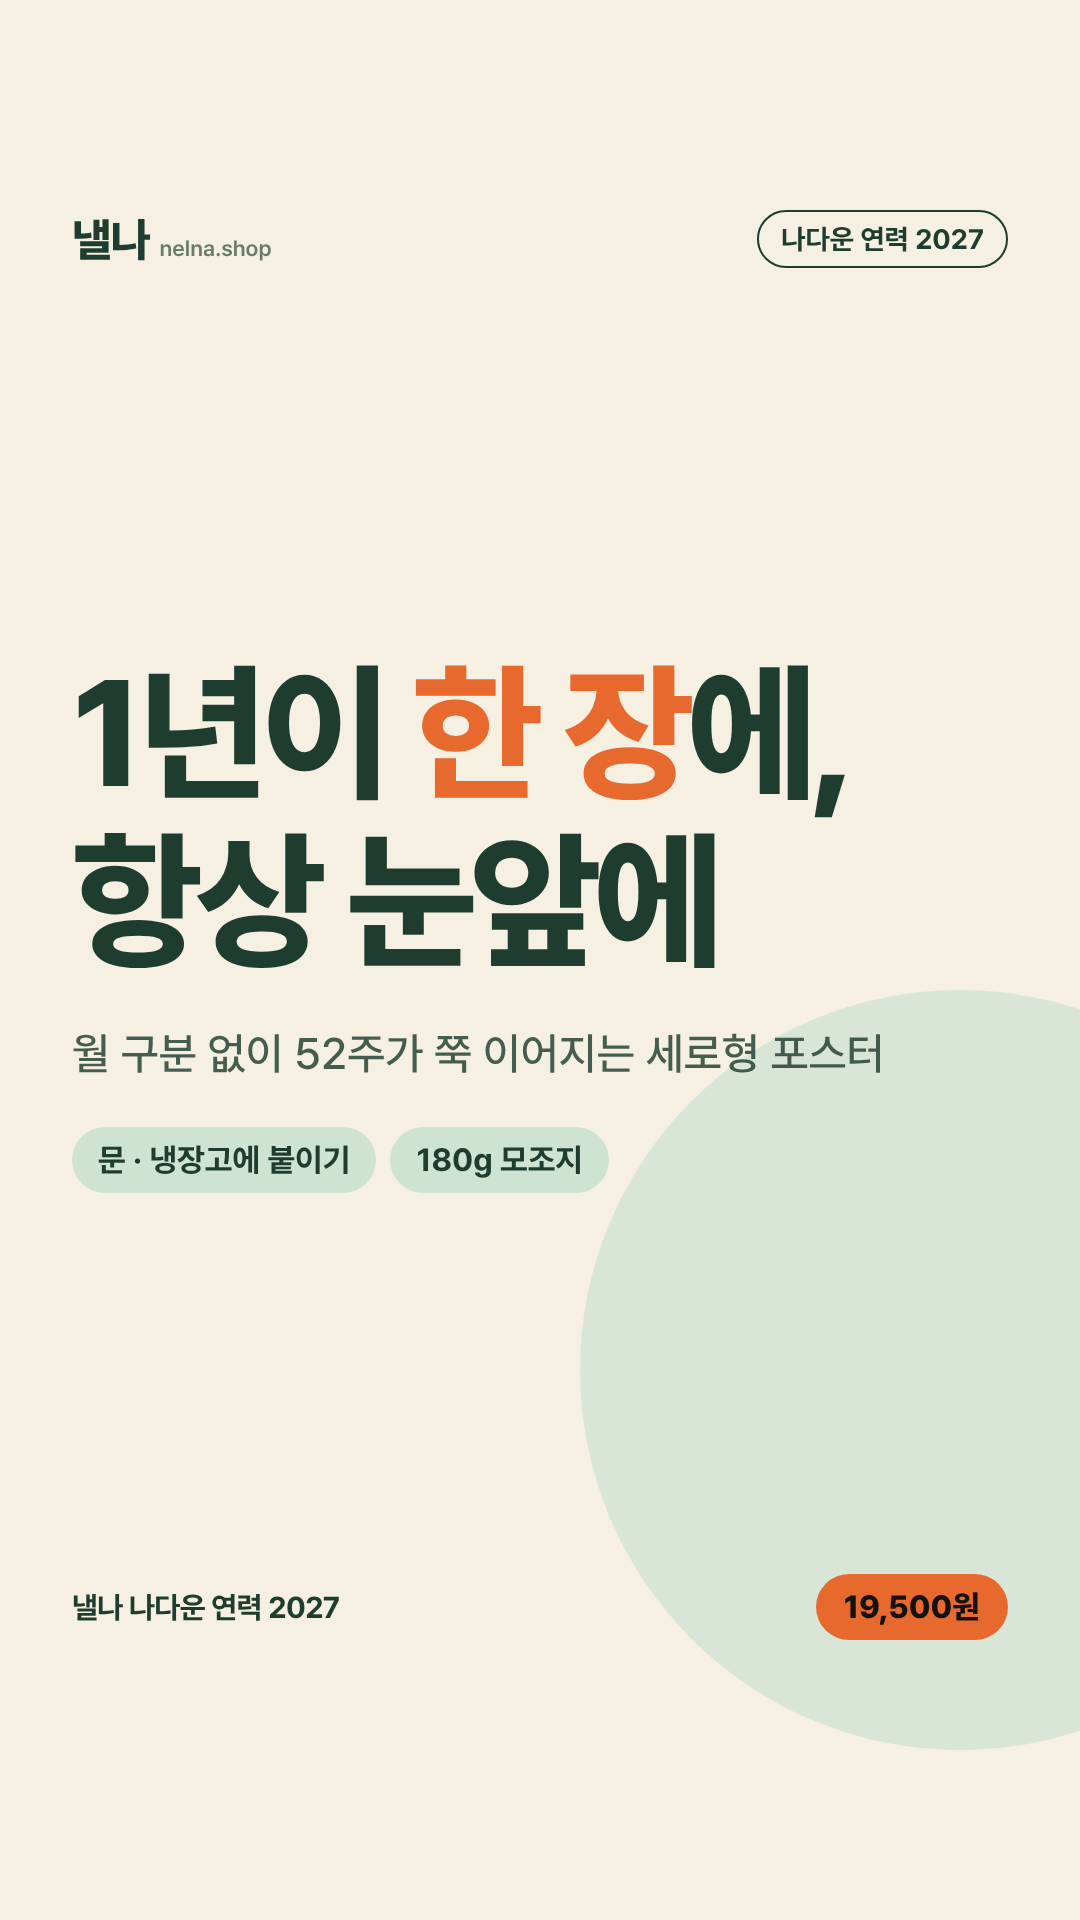 냴나 nelna.shop
나다운 연력 2027
1년이 한 장에,
항상 눈앞에
월 구분 없이 52주가 쭉 이어지는 세로형 포스터
문 · 냉장고에 붙이기
180g 모조지
냴나 나다운 연력 2027
19,500원